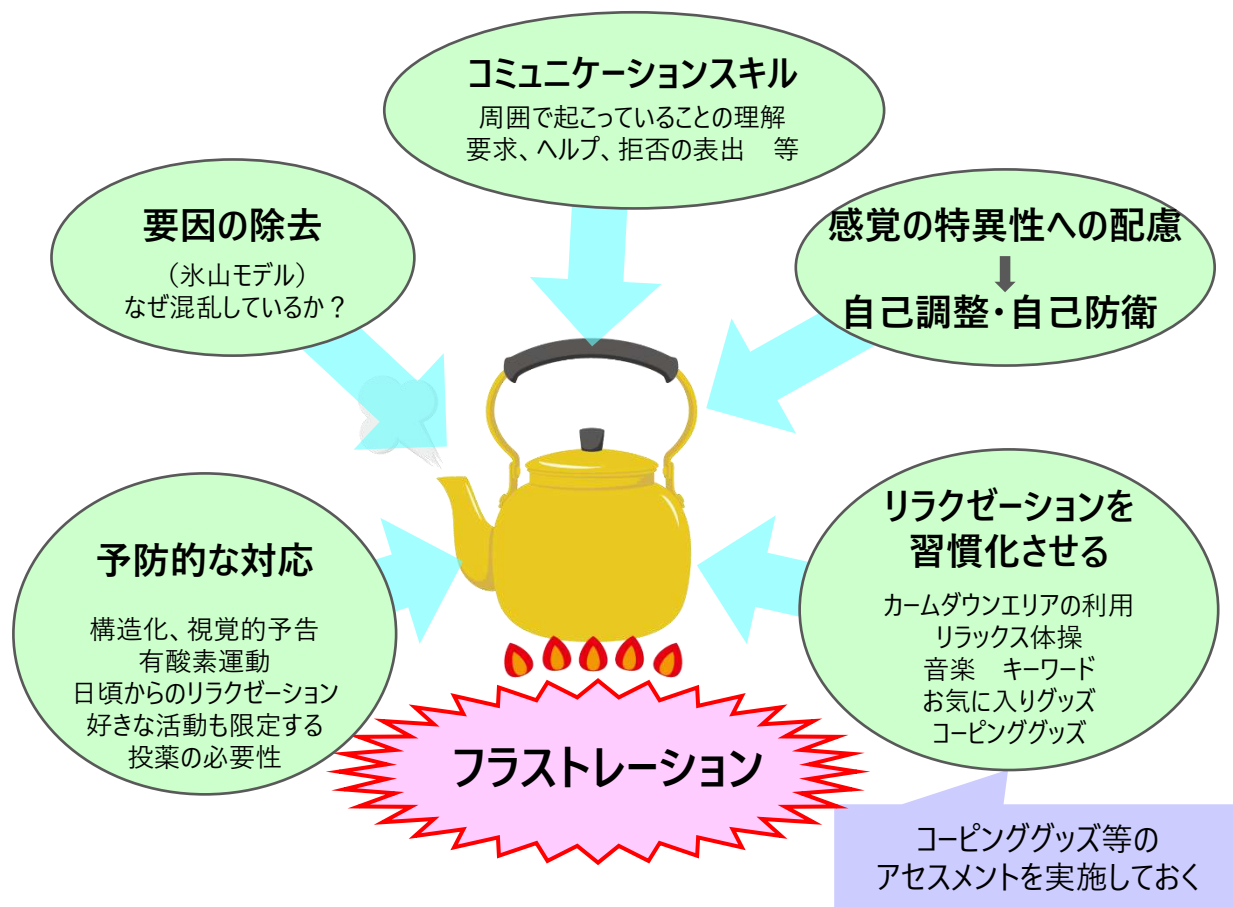 コミュニケーションスキル
周囲で起こっていることの理解
要求、ヘルプ、拒否の表出　等
要因の除去
（氷山モデル）
なぜ混乱しているか？
感覚の特異性への配慮
自己調整・自己防衛
予防的な対応
構造化、視覚的予告
有酸素運動
日頃からのリラクゼーション
好きな活動も限定する
投薬の必要性
リラクゼーションを
習慣化させる
カームダウンエリアの利用
リラックス体操
音楽　キーワード
お気に入りグッズ
コーピンググッズ
フラストレーション
コーピンググッズ等の
アセスメントを実施しておく